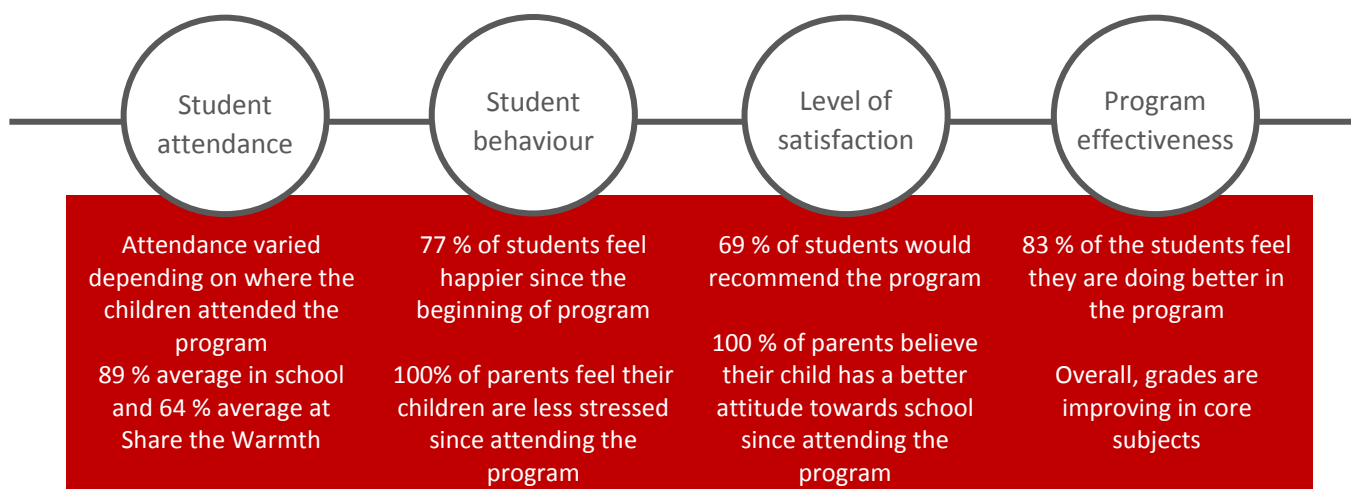 Student
attendance
Student
behaviour
Level of
satisfaction
Program
effectiveness
Attendance varied
depending on where the
children attended the
program
89 % average in school
and 64 % average at
Share the Warmth
77 % of students feel
happier since the
beginning of program
100% of parents feel their
children are less stressed
since attending the
program
69 % of students would
recommend the program
100 % of parents believe
their child has a better
attitude towards school
since attending the
program
83 % of the students feel
they are doing better in
the program
Overall, grades are
improving in core
subjects